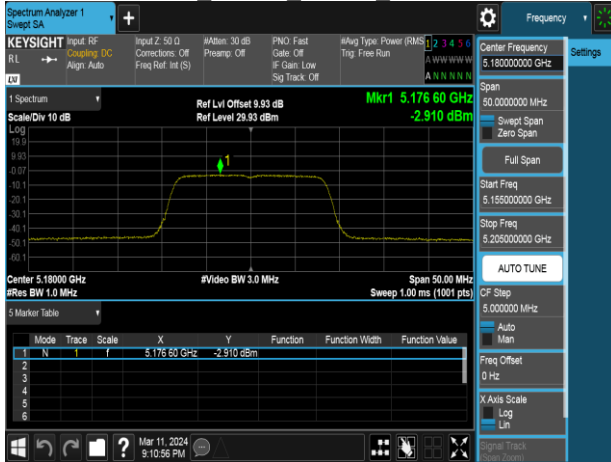 Spectrum Analyzer 1
Swept SA
+
Frequency
KEYSIGHT
RL
Input: RF
Coupling: DC
Align: Auto
Input Z: 50 Ω
Corrections: Off
Freq Ref: Int (S)
#Atten: 30 dB
Preamp: Off
PNO: Fast
Gate: Off
IF Gain: Low
Sig Track: Off
#Avg Type: Power (RMS
Trig: Free Run
1 2 3 4 5 6
A W W W W W
A N N N N N
LXI
1 Spectrum
Scale/Div 10 dB
Ref Lvl Offset 9.93 dB
Ref Level 29.93 dBm
Mkr1 5.176 60 GHz
-2.910 dBm
Log
19.9
9.93
-0.07
-10.1
-20.1
-30.1
-40.1
-50.1
-60.1
1
Center 5.18000 GHz
#Res BW 1.0 MHz
#Video BW 3.0 MHz
Span 50.00 MHz
Sweep 1.00 ms (1001 pts)
5 Marker Table
Mode Trace Scale X Y Function Function Width Function Value
1 N 1 f 5.176 60 GHz -2.910 dBm
2
3
4
5
6
Mar 11, 2024
9:10:56 PM
?
Center Frequency
5.180000000 GHz
Settings
Span
50.0000000 MHz
Swept Span
Zero Span
Full Span
Start Freq
5.155000000 GHz
Stop Freq
5.205000000 GHz
AUTO TUNE
CF Step
5.000000 MHz
Auto
Man
Freq Offset
0 Hz
X Axis Scale
Log
Lin
Signal Track
(Span Zoom)